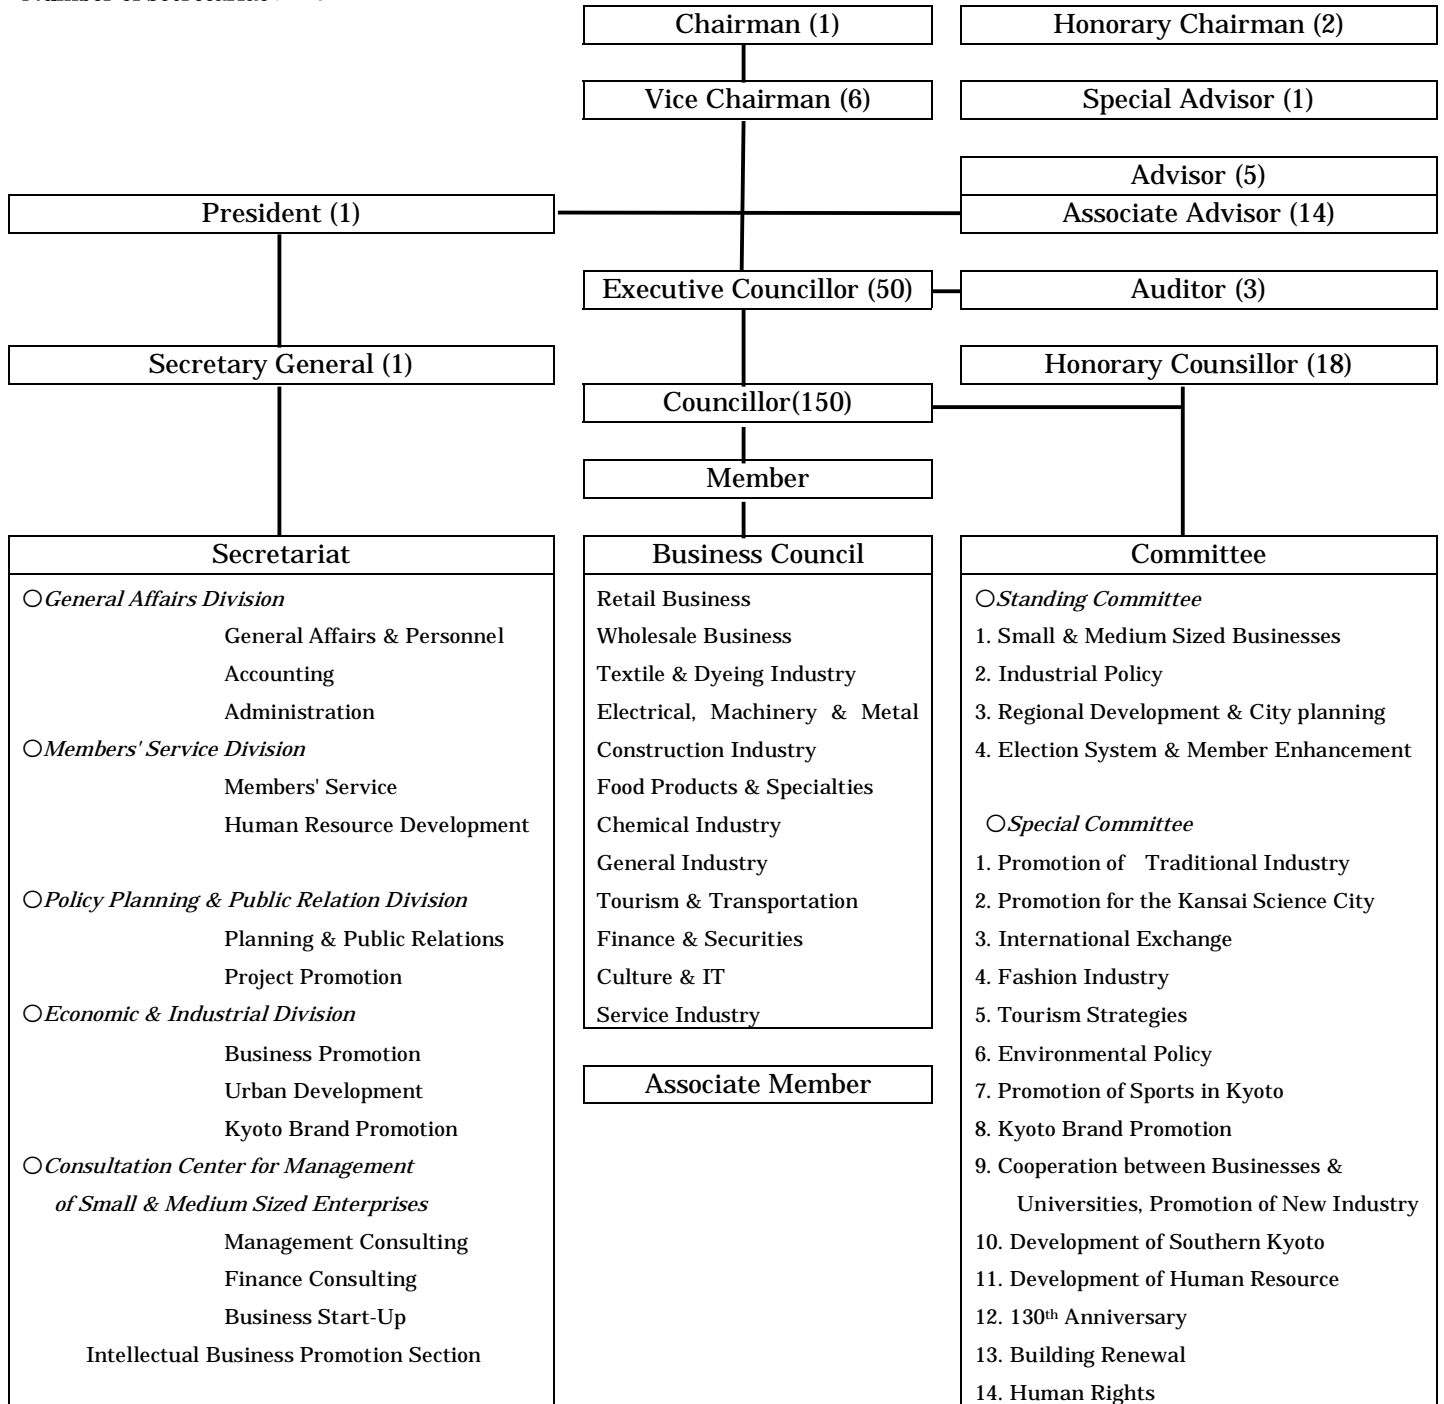 Chairman (1)
Honorary Chairman (2)
Vice Chairman (6)
Special Advisor (1)
Advisor (5)
President (1)
Associate Advisor (14)
Executive Councillor (50)
Auditor (3)
Secretary General (1)
Honorary Counsillor (18)
Councillor(150)
Member
Secretariat
○General Affairs Division
General Affairs & Personnel
Accounting
Administration
○Members' Service Division
Members' Service
Human Resource Development
○Policy Planning & Public Relation Division
Planning & Public Relations
Project Promotion
○Economic & Industrial Division
Business Promotion
Urban Development
Kyoto Brand Promotion
○Consultation Center for Management
of Small & Medium Sized Enterprises
Management Consulting
Finance Consulting
Business Start-Up
Intellectual Business Promotion Section
Business Council
Retail Business
Wholesale Business
Textile & Dyeing Industry
Electrical, Machinery & Metal
Construction Industry
Food Products & Specialties
Chemical Industry
General Industry
Tourism & Transportation
Finance & Securities
Culture & IT
Service Industry
Associate Member
Committee
○Standing Committee
1. Small & Medium Sized Businesses
2. Industrial Policy
3. Regional Development & City planning
4. Election System & Member Enhancement
○Special Committee
1. Promotion of Traditional Industry
2. Promotion for the Kansai Science City
3. International Exchange
4. Fashion Industry
5. Tourism Strategies
6. Environmental Policy
7. Promotion of Sports in Kyoto
8. Kyoto Brand Promotion
9. Cooperation between Businesses &
Universities, Promotion of New Industry
10. Development of Southern Kyoto
11. Development of Human Resource
12. 130th Anniversary
13. Building Renewal
14. Human Rights